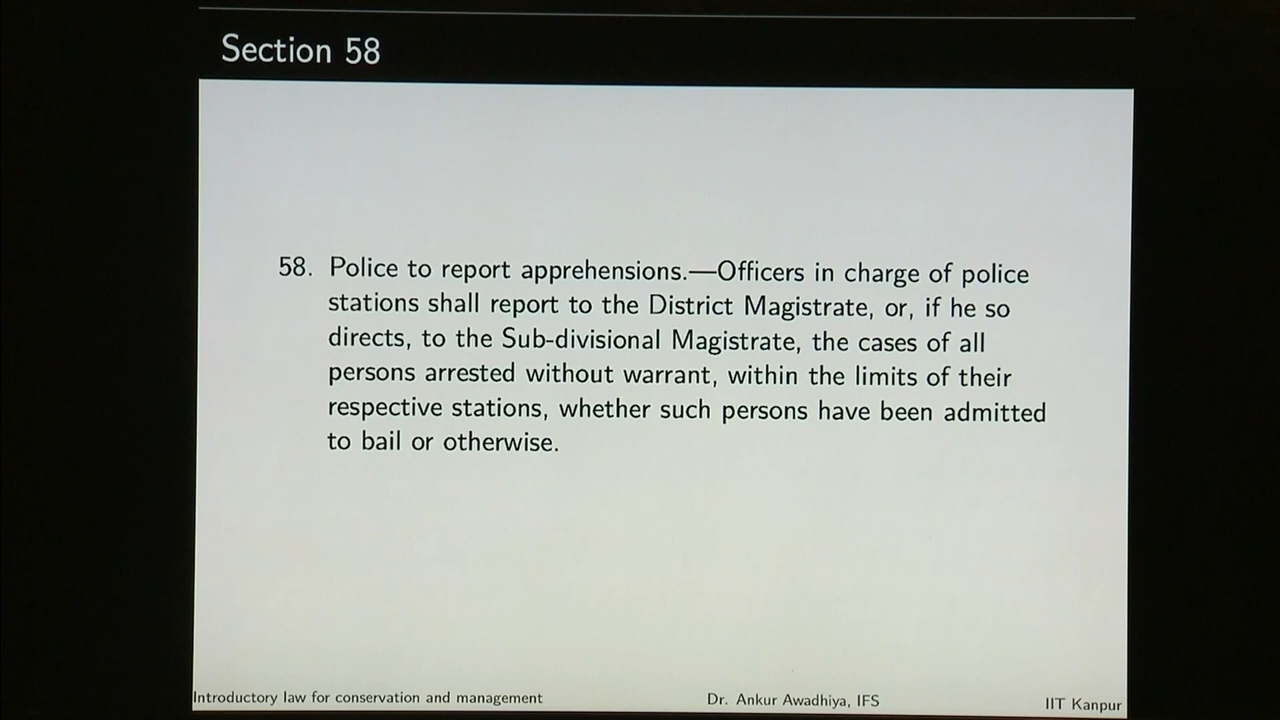 Section 58
58. Police to report apprehensions.—Officers in charge of police
stations shall report to the District Magistrate, or, if he so
directs, to the Sub-divisional Magistrate, the cases of all
persons arrested without warrant, within the limits of their
respective stations, whether such persons have been admitted
to bail or otherwise.
Introductory law for conservation and management Dr. Ankur Awadhiya, IFS IIT Kanpur